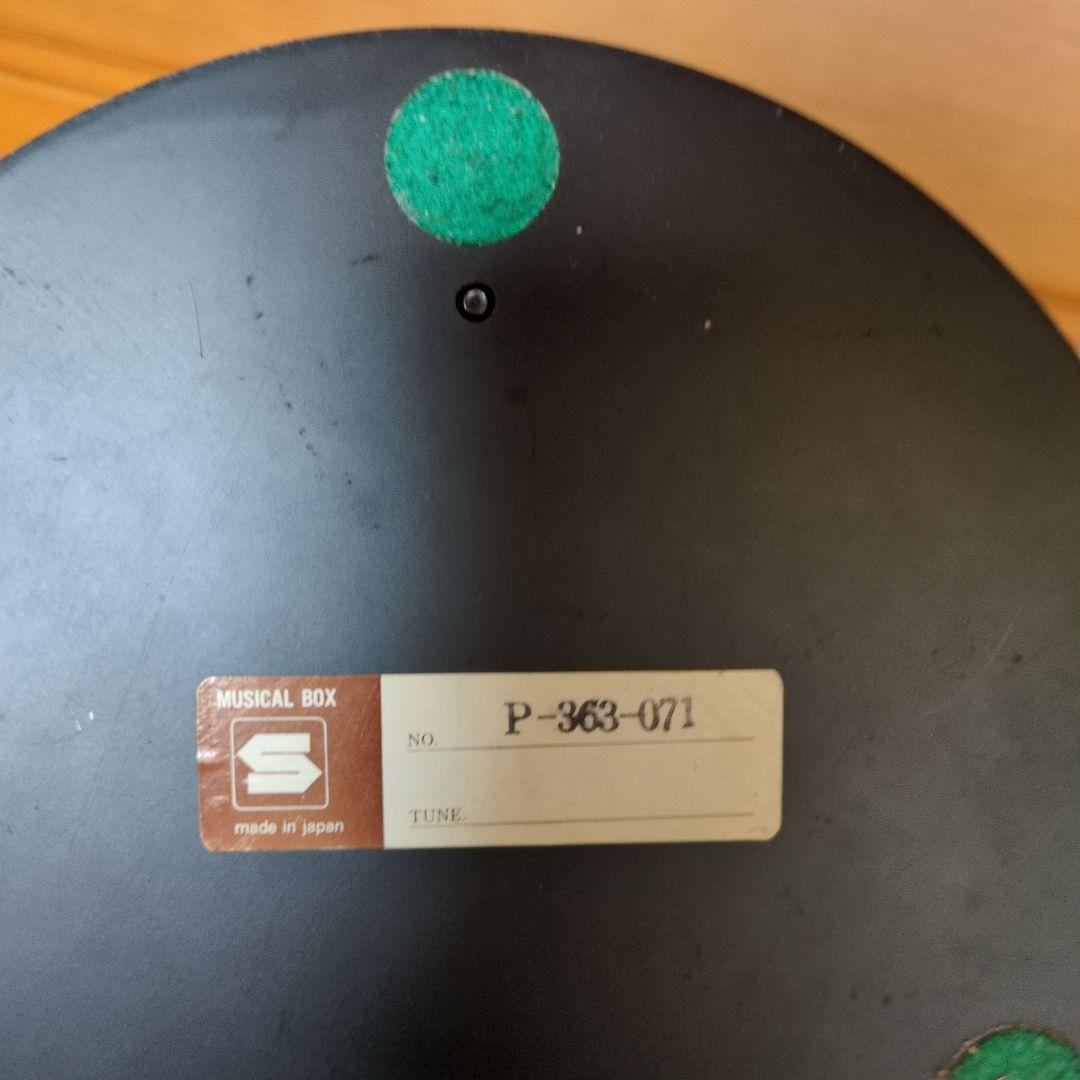 MUSICAL BOX
S
made in japan
NO. P-363-071
TUNE.